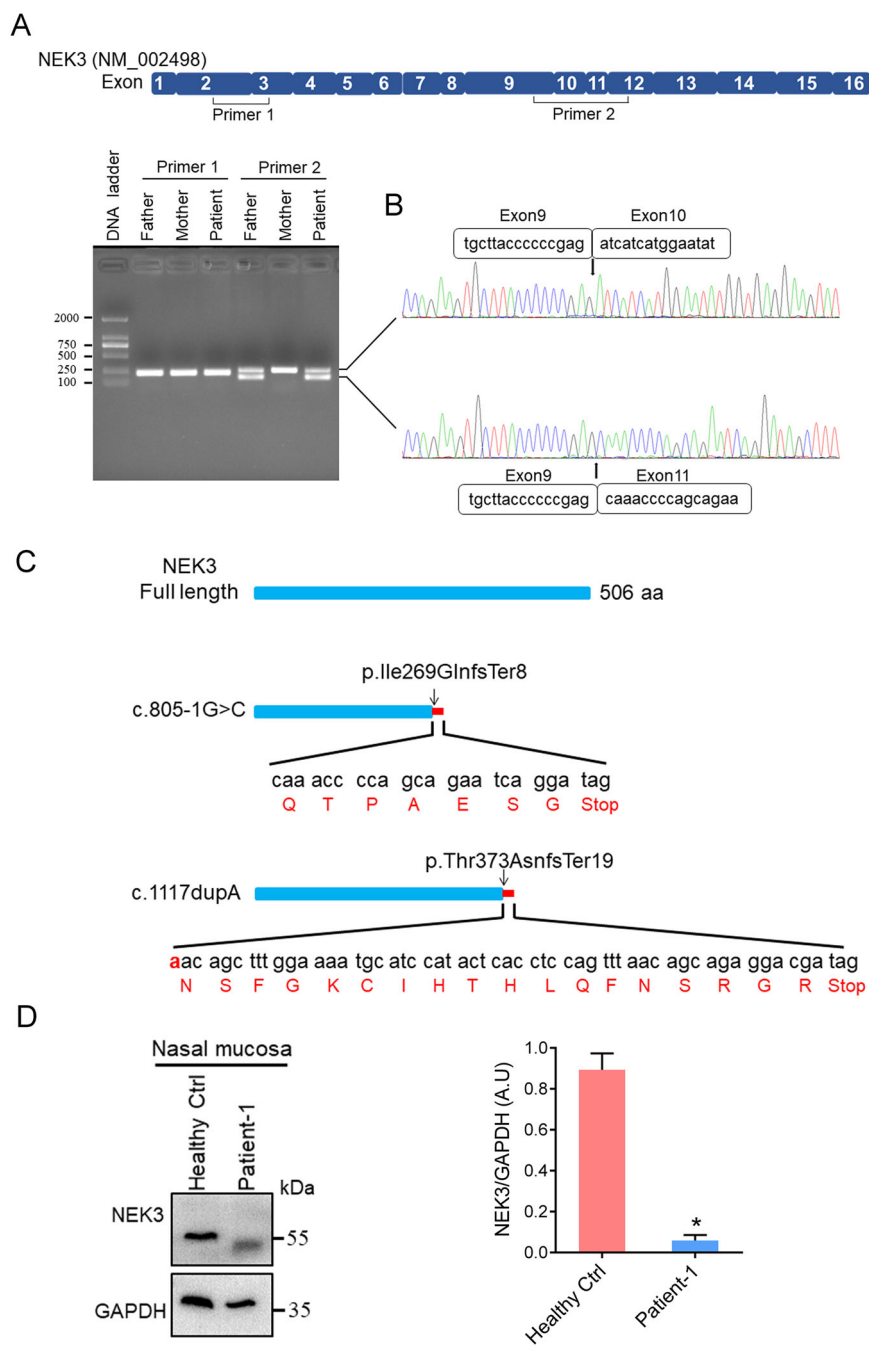 A
NEK3 (NM_002498)
Exon 1 2 3 4 5 6 7 8 9 10 11 12 13 14 15 16
Primer 1 Primer 2
DNA ladder
Primer 1 Primer 2
Father Mother Patient Father Mother Patient
2000
750
500
250
100
B
Exon9 Exon10
tgcttaccccccgag atcatcatggaatat
Exon9 Exon11
tgcttaccccccgag caaaccccagcagaa
C
NEK3
Full length 506 aa
p.Ile269GlnfsTer8
c.805-1G>C
caa acc cca gca gaa tca gga tag
Q T P A E S G Stop
p.Thr373AsnfsTer19
c.1117dupA
aac agc ttt gga aaa tgc atc cat act cac ctc cag ttt aac agc aga gga cga tag
N S F G K C I H T H L Q F N S R G R Stop
D
Nasal mucosa
Healthy Ctrl Patient-1
kDa
NEK3
55
GAPDH
35
NEK3/GAPDH (A.U)
1.0
0.8
0.6
0.4
0.2
0.0
*
Healthy Ctrl Patient-1